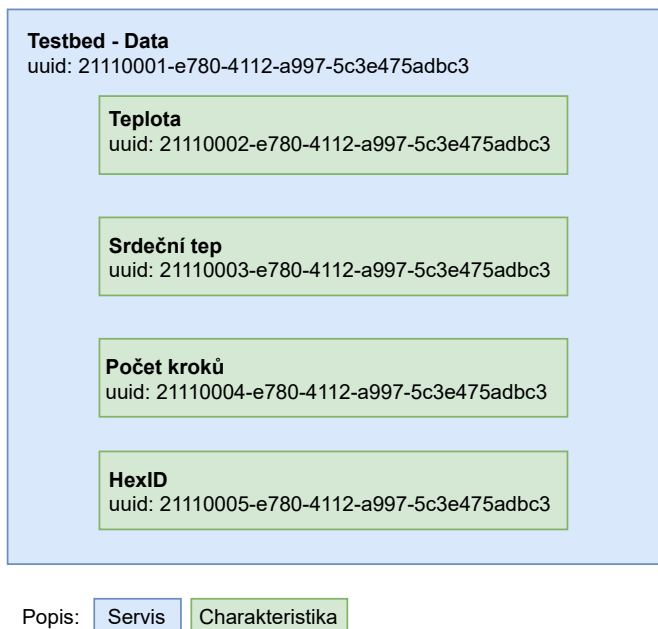 Testbed - Data
uuid: 21110001-e780-4112-a997-5c3e475adbc3
Teplota
uuid: 21110002-e780-4112-a997-5c3e475adbc3
Srdeční tep
uuid: 21110003-e780-4112-a997-5c3e475adbc3
Počet kroků
uuid: 21110004-e780-4112-a997-5c3e475adbc3
HexID
uuid: 21110005-e780-4112-a997-5c3e475adbc3
Popis: Servis Charakteristika